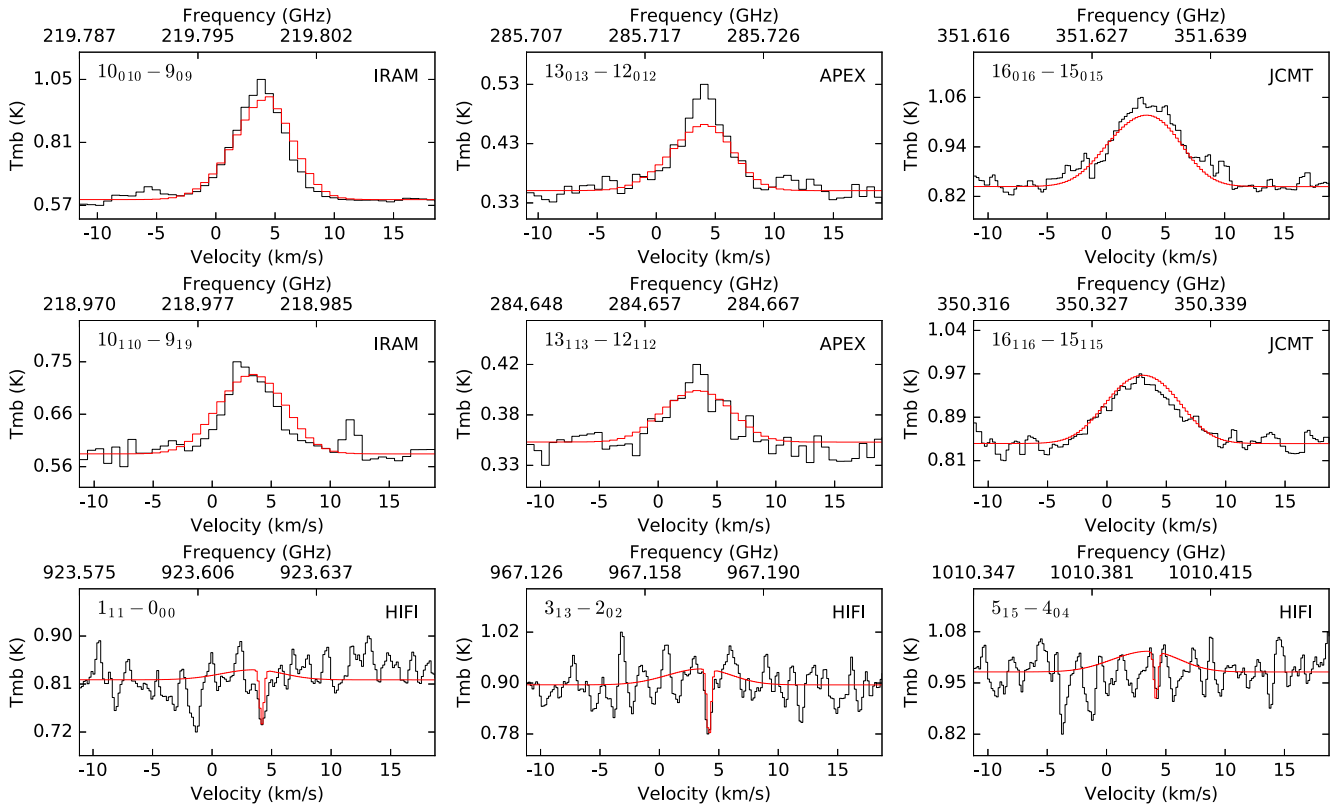 Frequency (GHz) Frequency (GHz) Frequency (GHz)
219.787 219.795 219.802 285.707 285.717 285.726 351.616 351.627 351.639
10₀₁₀ − 9₀₉ IRAM 13₀₁₃ − 12₀₁₂ APEX 16₀₁₆ − 15₀₁₅ JCMT
Tmb (K) 1.05 0.81 0.57 Tmb (K) 0.53 0.43 0.33 Tmb (K) 1.06 0.94 0.82
-10 -5 0 5 10 15 -10 -5 0 5 10 15 -10 -5 0 5 10 15
Velocity (km/s) Velocity (km/s) Velocity (km/s)
Frequency (GHz) Frequency (GHz) Frequency (GHz)
218.970 218.977 218.985 284.648 284.657 284.667 350.316 350.327 350.339
10₁₁₀ − 9₁₉ IRAM 13₁₁₃ − 12₁₁₂ APEX 16₁₁₆ − 15₁₁₅ JCMT
Tmb (K) 0.75 0.66 0.56 Tmb (K) 0.42 0.38 0.33 Tmb (K) 1.04 0.97 0.89 0.81
-10 -5 0 5 10 15 -10 -5 0 5 10 15 -10 -5 0 5 10 15
Velocity (km/s) Velocity (km/s) Velocity (km/s)
Frequency (GHz) Frequency (GHz) Frequency (GHz)
923.575 923.606 923.637 967.126 967.158 967.190 1010.347 1010.381 1010.415
1₁₁ − 0₀₀ HIFI 3₁₃ − 2₀₂ HIFI 5₁₅ − 4₀₄ HIFI
Tmb (K) 0.90 0.81 0.72 Tmb (K) 1.02 0.90 0.78 Tmb (K) 1.08 0.95 0.82
-10 -5 0 5 10 15 -10 -5 0 5 10 15 -10 -5 0 5 10 15
Velocity (km/s) Velocity (km/s) Velocity (km/s)